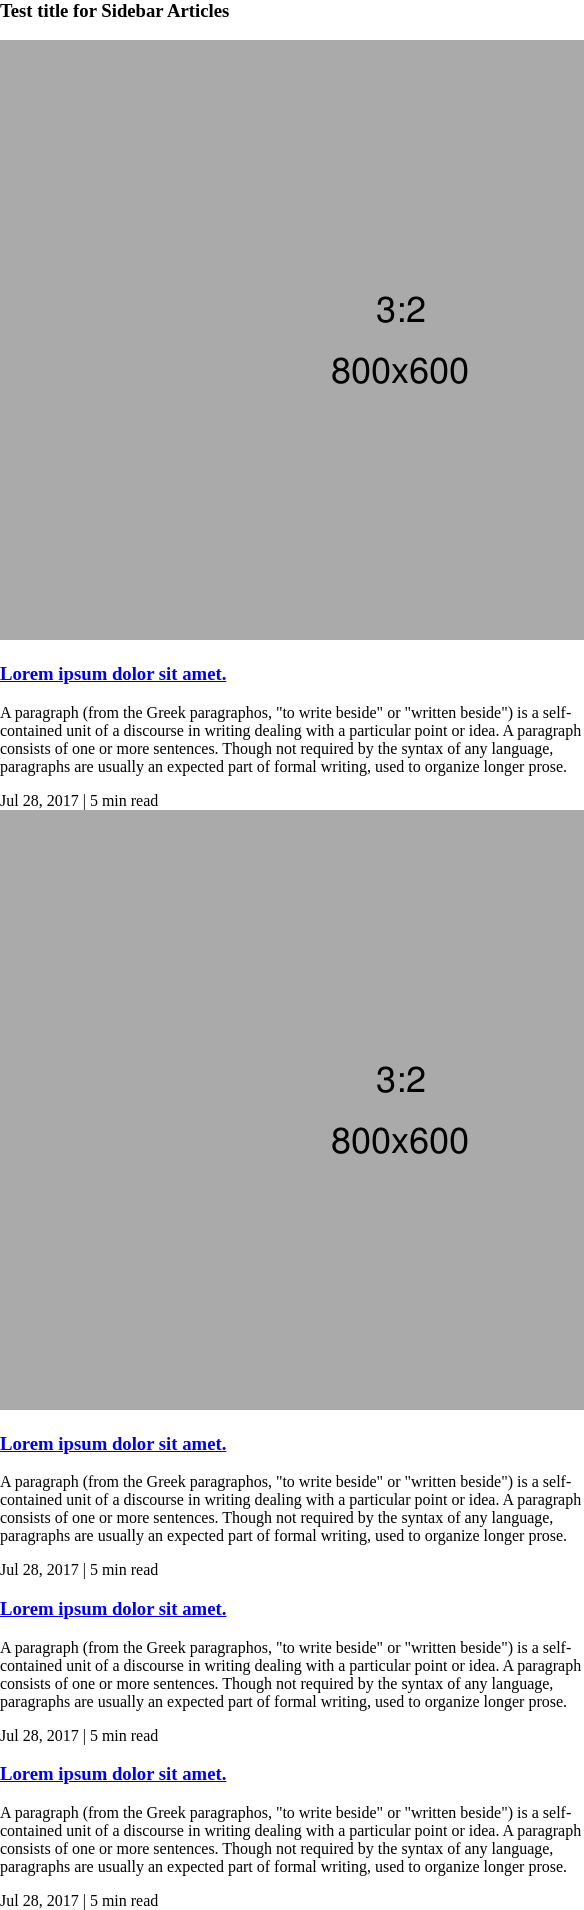 Test title for Sidebar Articles
3:2
800x600
Lorem ipsum dolor sit amet.
A paragraph (from the Greek paragraphos, "to write beside" or "written beside") is a self-
contained unit of a discourse in writing dealing with a particular point or idea. A paragraph
consists of one or more sentences. Though not required by the syntax of any language,
paragraphs are usually an expected part of formal writing, used to organize longer prose.
Jul 28, 2017 | 5 min read
3:2
800x600
Lorem ipsum dolor sit amet.
A paragraph (from the Greek paragraphos, "to write beside" or "written beside") is a self-
contained unit of a discourse in writing dealing with a particular point or idea. A paragraph
consists of one or more sentences. Though not required by the syntax of any language,
paragraphs are usually an expected part of formal writing, used to organize longer prose.
Jul 28, 2017 | 5 min read
Lorem ipsum dolor sit amet.
A paragraph (from the Greek paragraphos, "to write beside" or "written beside") is a self-
contained unit of a discourse in writing dealing with a particular point or idea. A paragraph
consists of one or more sentences. Though not required by the syntax of any language,
paragraphs are usually an expected part of formal writing, used to organize longer prose.
Jul 28, 2017 | 5 min read
Lorem ipsum dolor sit amet.
A paragraph (from the Greek paragraphos, "to write beside" or "written beside") is a self-
contained unit of a discourse in writing dealing with a particular point or idea. A paragraph
consists of one or more sentences. Though not required by the syntax of any language,
paragraphs are usually an expected part of formal writing, used to organize longer prose.
Jul 28, 2017 | 5 min read